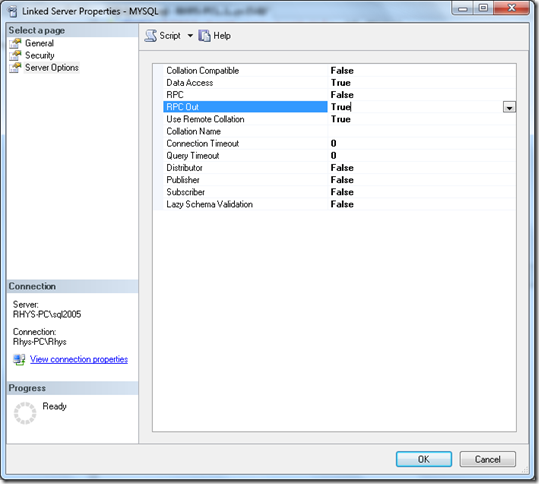 Linked Server Properties - MYSQL
Select a page
General
Security
Server Options
Script
Help
Collation Compatible False
Data Access True
RPC False
RPC Out True
Use Remote Collation True
Collation Name
Connection Timeout 0
Query Timeout 0
Distributor False
Publisher False
Subscriber False
Lazy Schema Validation False
Connection
Server:
RHYS-PC\sql2005
Connection:
Rhys-PC\Rhys
View connection properties
Progress
Ready
OK
Cancel